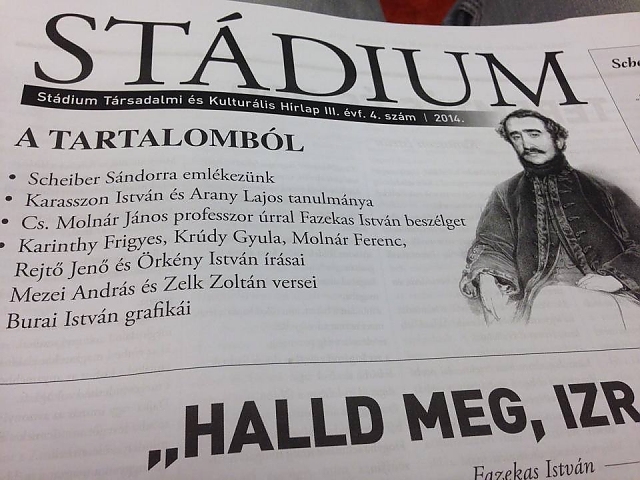 STÁDIUM
Stádium Társadalmi és Kulturális Hírlap III. évf. 4. szám | 2014.
A TARTALOMBÓL
• Scheiber Sándorra emlékezünk
• Karasszon István és Arany Lajos tanulmánya
• Cs. Molnár János professzor úrral Fazekas István beszélget
• Karinthy Frigyes, Krúdy Gyula, Molnár Ferenc,
Rejtő Jenő és Örkény István írásai
Mezei András és Zelk Zoltán versei
Burai István grafikái
„HALLD MEG, IZR
Fazekas István